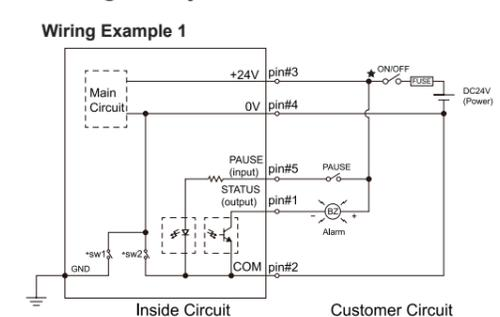 Wiring Example 1
+24V pin#3
ON/OFF
FUSE
DC24V
(Power)
Main
Circuit
0V pin#4
PAUSE
(input)
pin#5
PAUSE
STATUS
(output)
pin#1
− BZ +
Alarm
*sw1
*sw2
GND
COM pin#2
Inside Circuit
Customer Circuit